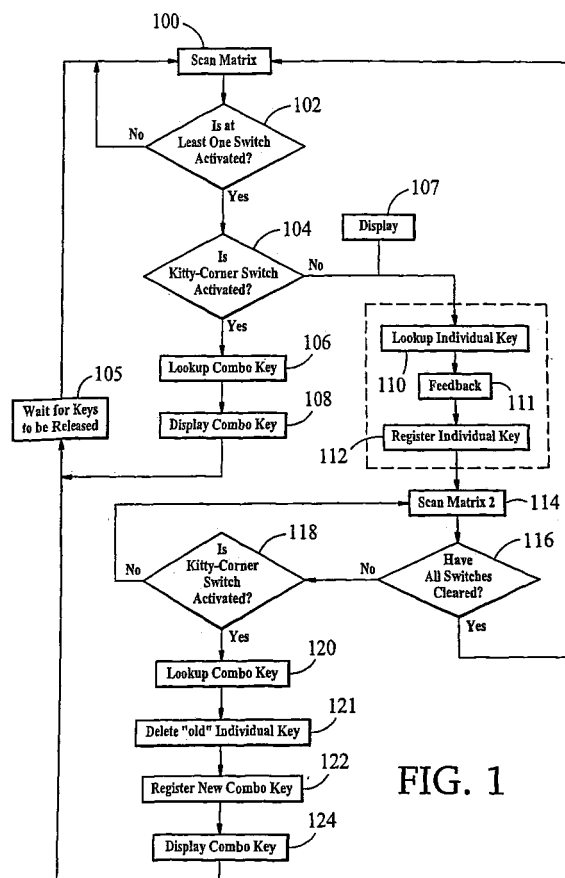 100
Scan Matrix
102
Is at
Least One Switch
Activated?
No
Yes
107
Display
104
Is
Kitty-Corner Switch
Activated?
No
Yes
106
Lookup Combo Key
Lookup Individual Key
110
105
Wait for Keys
to be Released
108
Display Combo Key
Feedback
111
Register Individual Key
112
Scan Matrix 2
114
118
Is
Kitty-Corner
Switch
Activated?
No
Yes
No
116
Have
All Switches
Cleared?
Yes
120
Lookup Combo Key
121
Delete "old" Individual Key
122
Register New Combo Key
124
Display Combo Key
FIG. 1